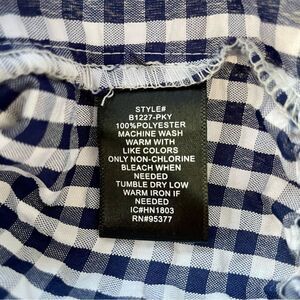 STYLE#
B1227-PKY
100%POLYESTER
MACHINE WASH
WARM WITH
LIKE COLORS
ONLY NON-CHLORINE
BLEACH WHEN
NEEDED
TUMBLE DRY LOW
WARM IRON IF
NEEDED
IC#HN1803
RN#95377